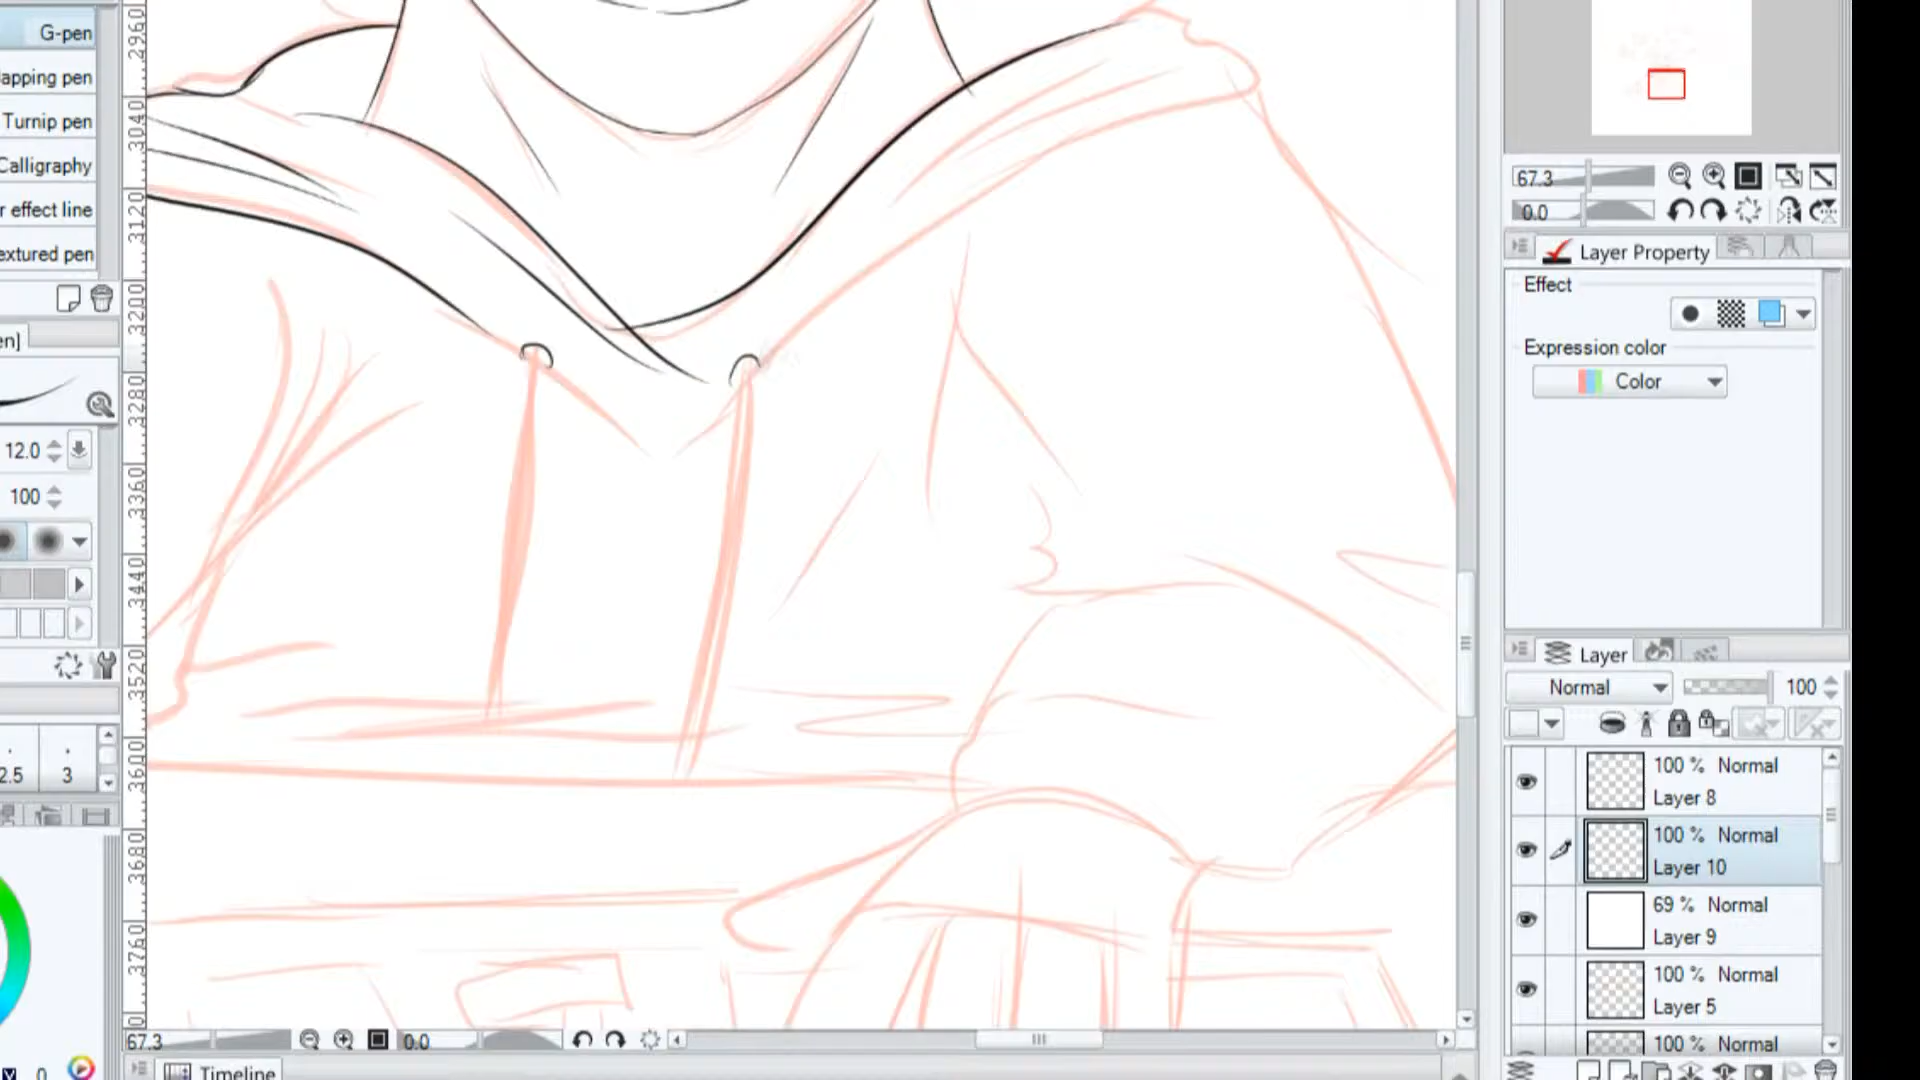 G-pen
apping pen
Turnip pen
Calligraphy
r effect line
extured pen
en]
12.0
100
2.5
3
0
2960
3040
3120
3200
3280
3360
3440
3520
3600
3680
3760
67.3
0.0
Timeline
67.3
0.0
Layer Property
Effect
Expression color
Color
Layer
Normal
100
100 % Normal
Layer 8
100 % Normal
Layer 10
69 % Normal
Layer 9
100 % Normal
Layer 5
100 % Normal